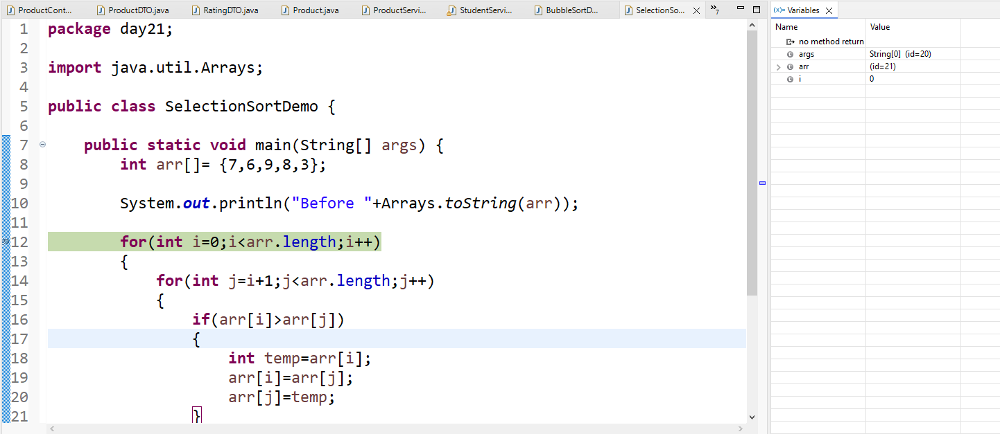 ProductCont... ProductDTO.java RatingDTO.java Product.java ProductServi... StudentServi... BubbleSortD... SelectionSo... »7
(x)= Variables
1 package day21;
2
3 import java.util.Arrays;
4
5 public class SelectionSortDemo {
6
7 public static void main(String[] args) {
8 int arr[]= {7,6,9,8,3};
9
10 System.out.println("Before "+Arrays.toString(arr));
11
12 for(int i=0;i<arr.length;i++)
13 {
14 for(int j=i+1;j<arr.length;j++)
15 {
16 if(arr[i]>arr[j])
17 {
18 int temp=arr[i];
19 arr[i]=arr[j];
20 arr[j]=temp;
21 }
Name Value
no method return
args String[0] (id=20)
arr (id=21)
i 0